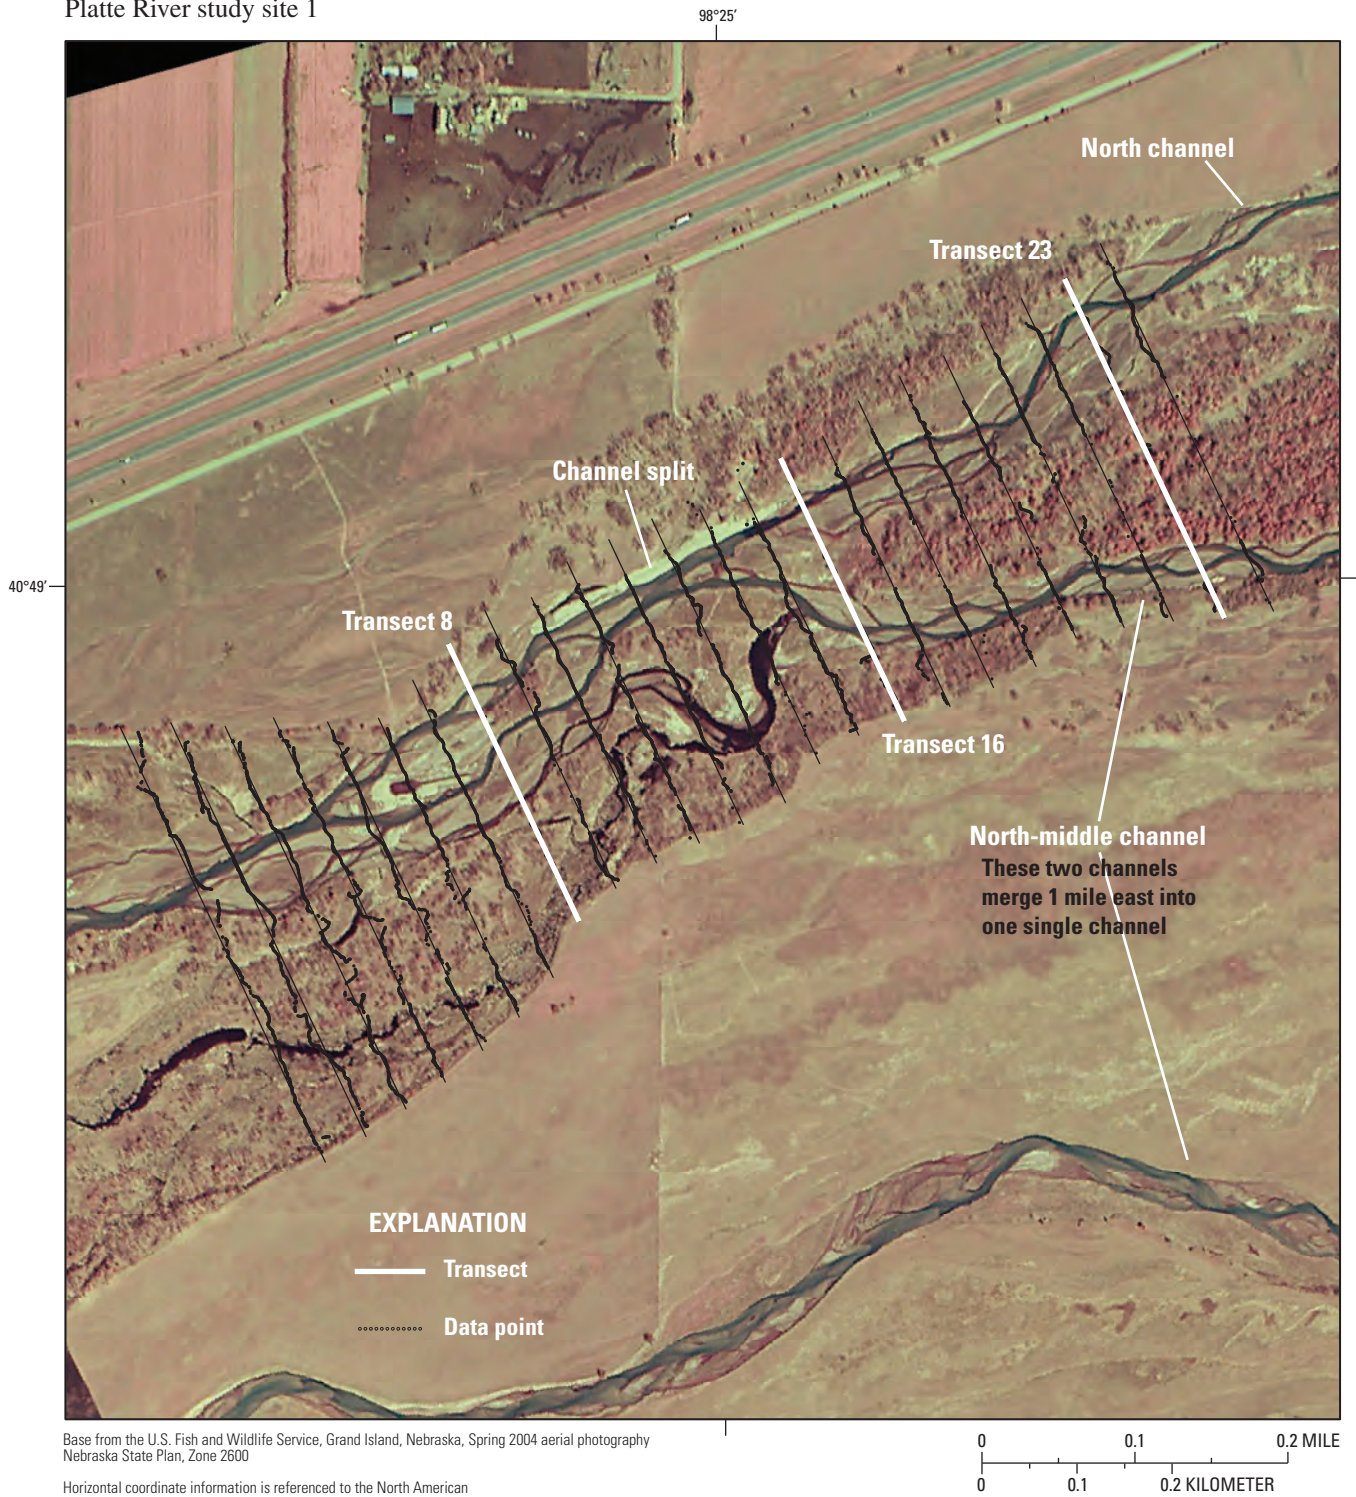 Platte River study site 1
98°25′
North channel
Transect 23
Channel split
40°49′
Transect 8
Transect 16
North-middle channel
These two channels
merge 1 mile east into
one single channel
EXPLANATION
Transect
Data point
Base from the U.S. Fish and Wildlife Service, Grand Island, Nebraska, Spring 2004 aerial photography
Nebraska State Plan, Zone 2600
Horizontal coordinate information is referenced to the North American
0 0.1 0.2 MILE
0 0.1 0.2 KILOMETER